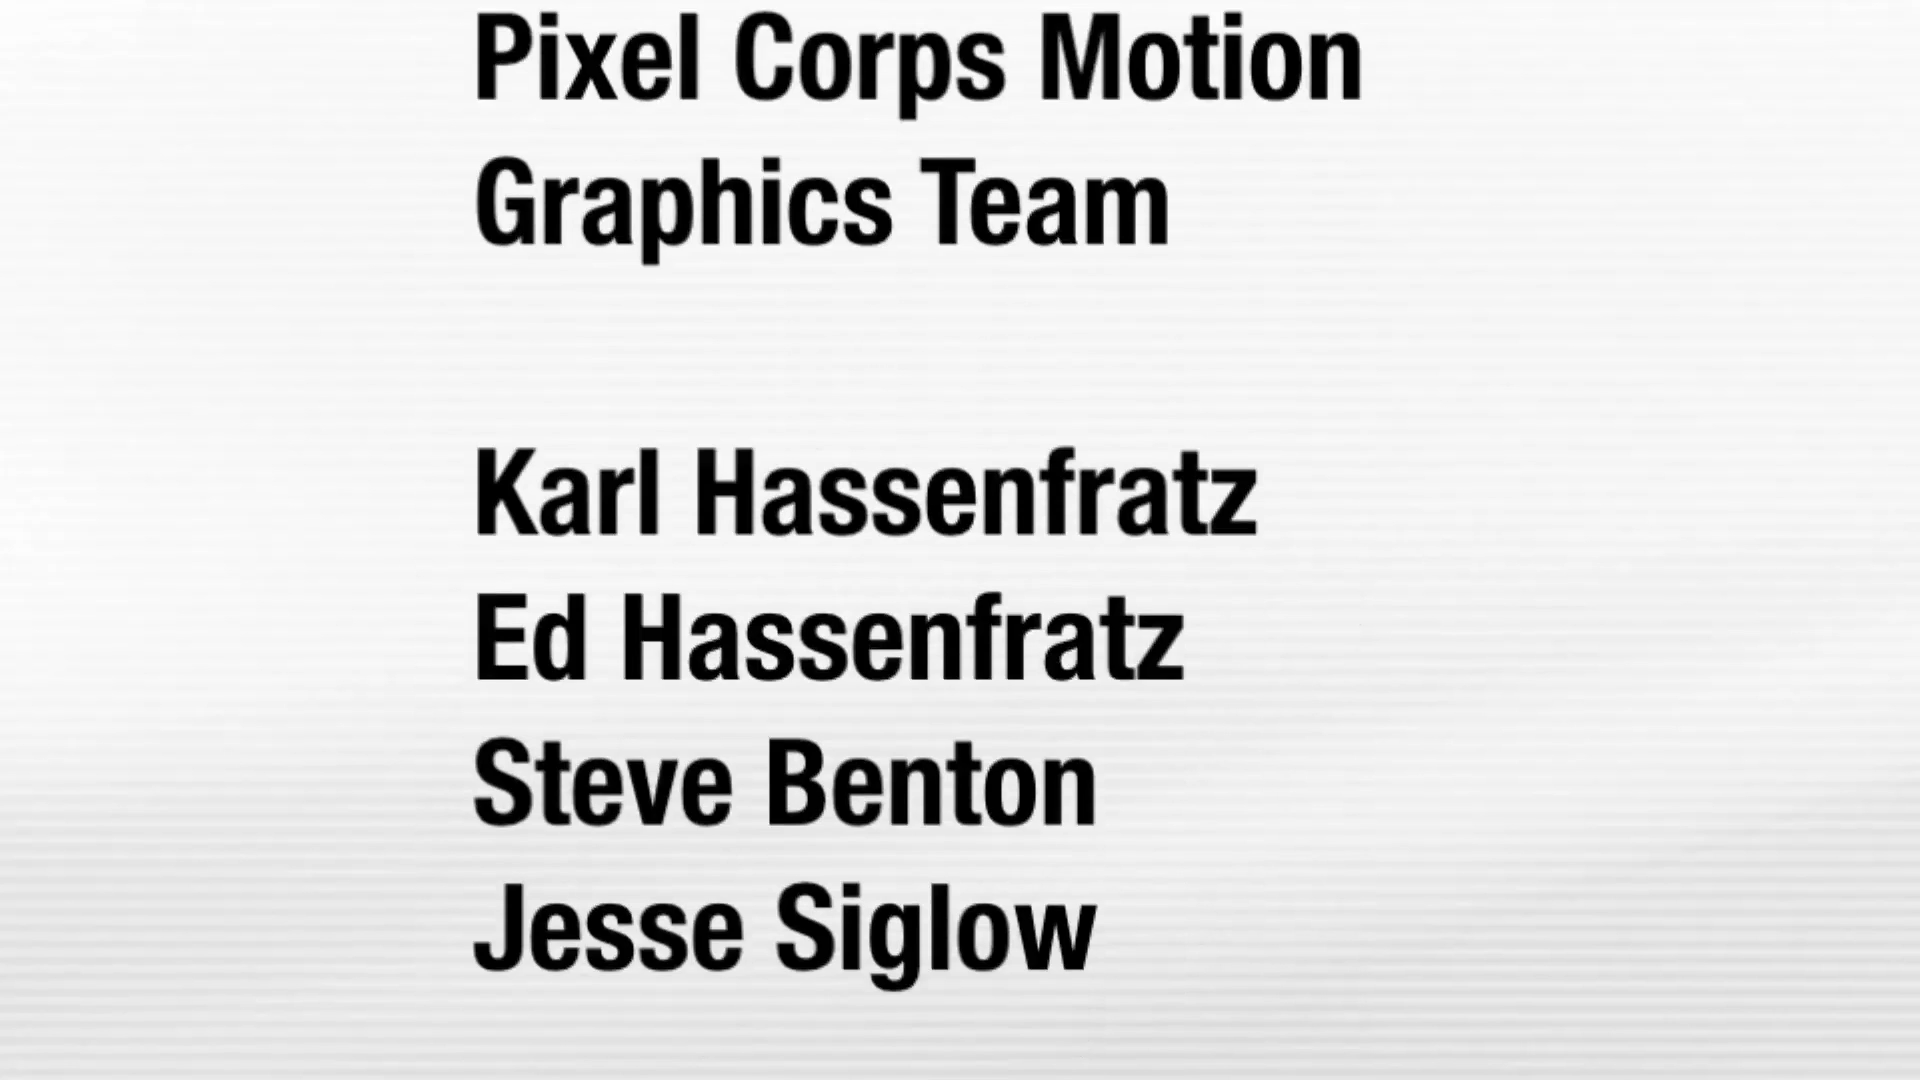 Pixel Corps Motion
Graphics Team
Karl Hassenfratz
Ed Hassenfratz
Steve Benton
Jesse Siglow